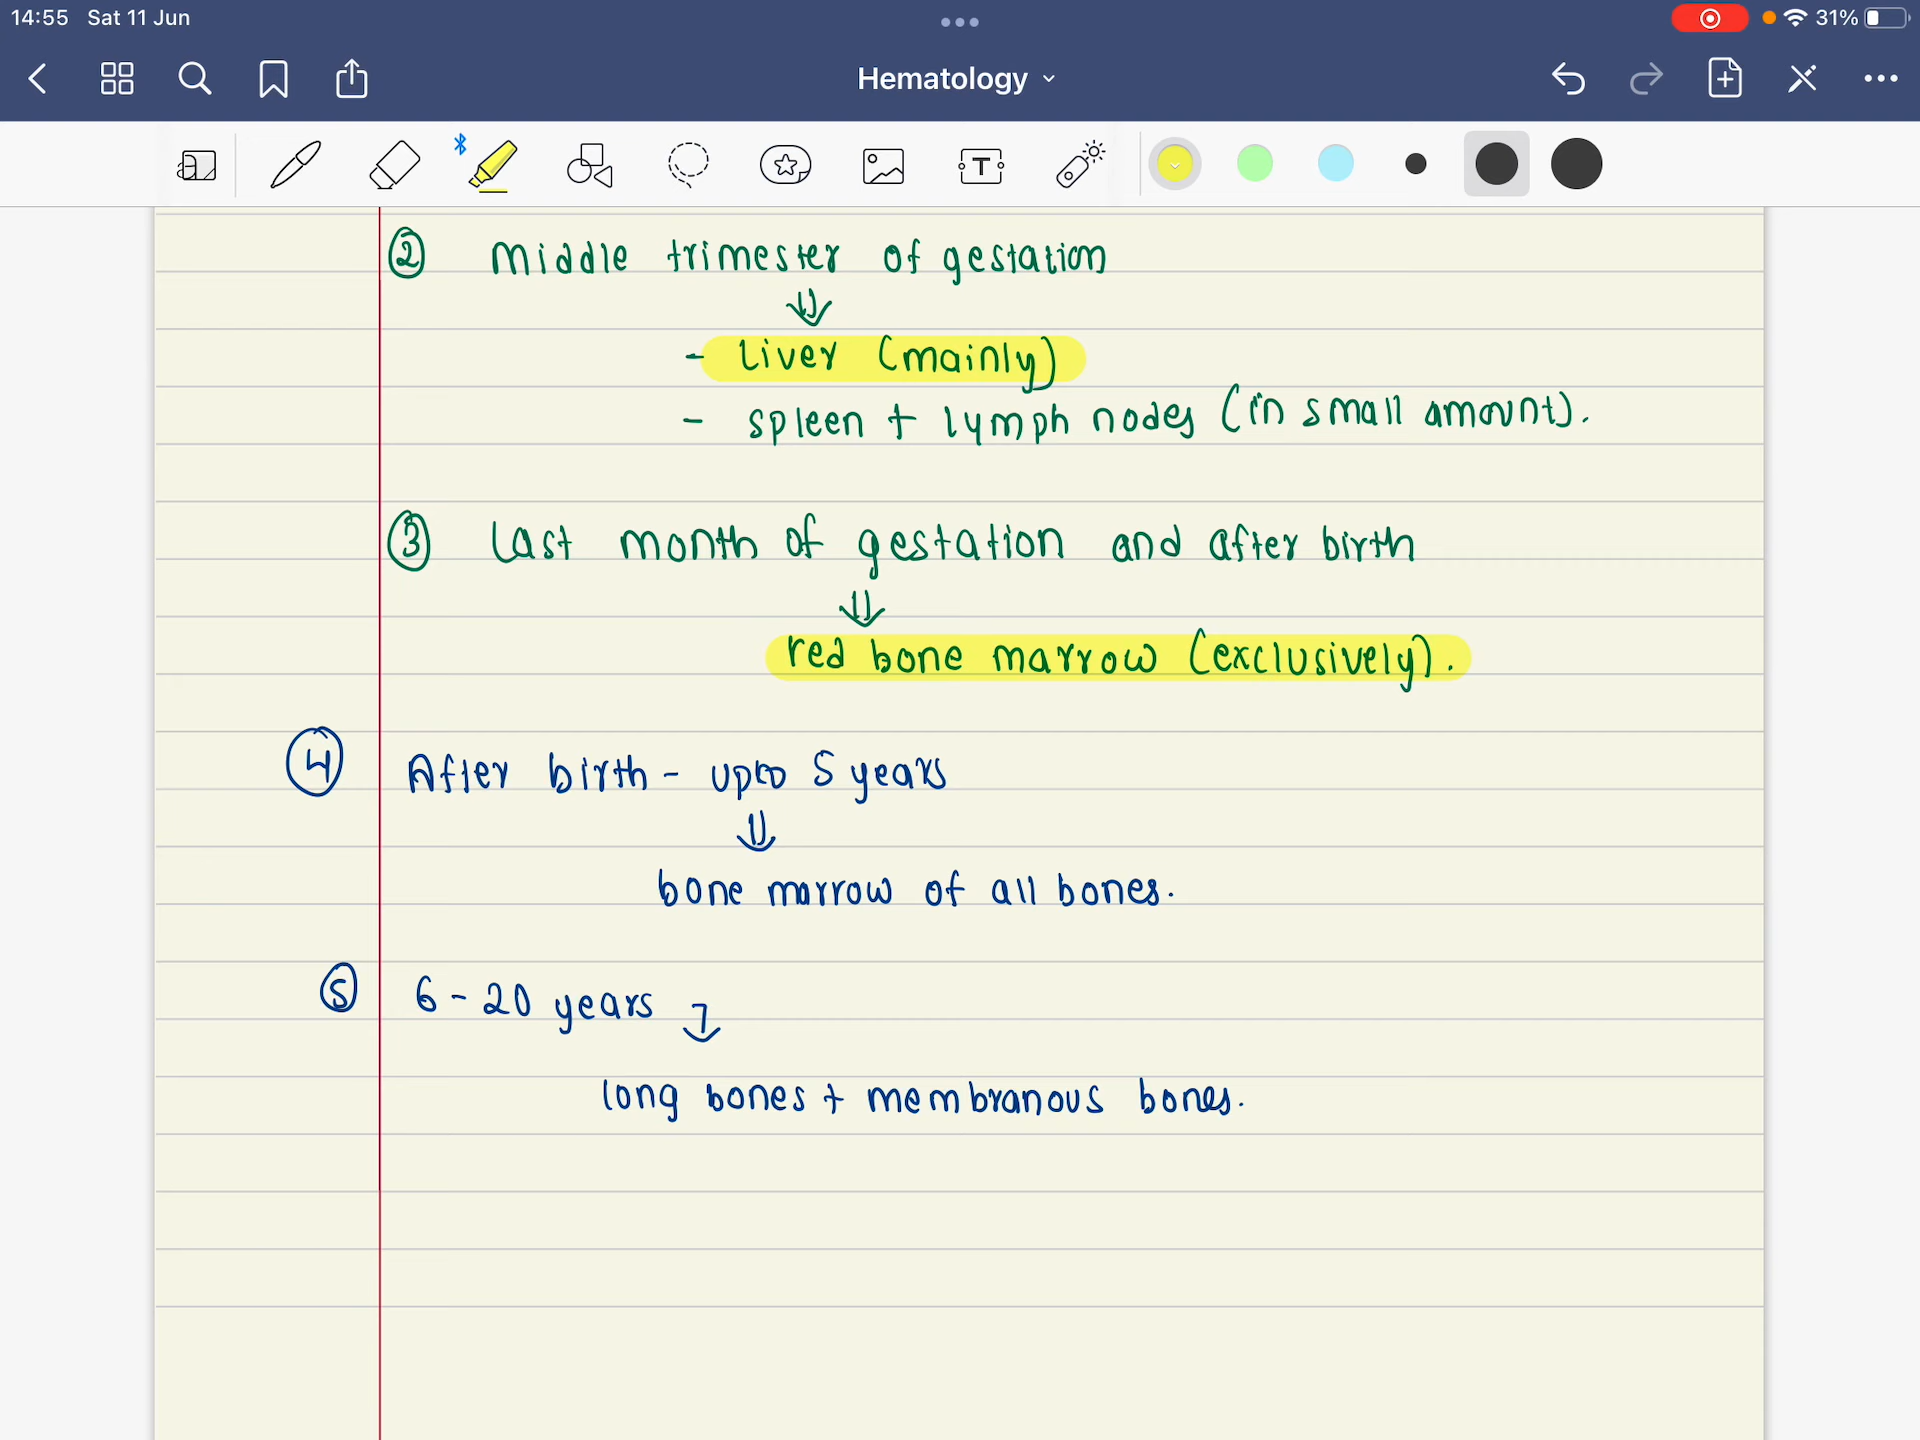 14:55 Sat 11 Jun
31%
Hematology
② Middle trimester of gestation
- Liver (mainly)
- spleen + lymph nodes (in small amount).
③ Last month of gestation and after birth
red bone marrow (exclusively).
④ After birth - upto 5 years
bone marrow of all bones.
⑤ 6-20 years
long bones + membranous bones.